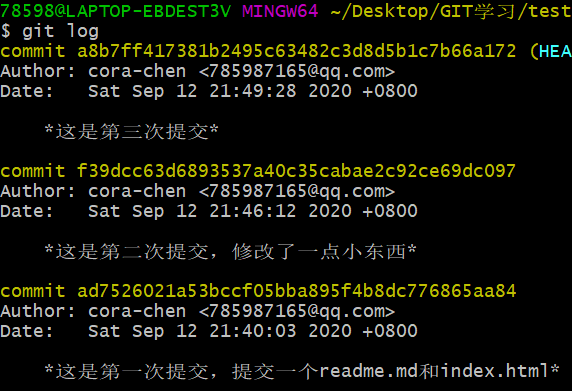 78598@LAPTOP-EBDEST3V MINGW64 ~/Desktop/GIT学习/test
$ git log
commit a8b7ff417381b2495c63482c3d8d5b1c7b66a172 (HEA
Author: cora-chen <785987165@qq.com>
Date:   Sat Sep 12 21:49:28 2020 +0800
*这是第三次提交*
commit f39dcc63d6893537a40c35cabae2c92ce69dc097
Author: cora-chen <785987165@qq.com>
Date:   Sat Sep 12 21:46:12 2020 +0800
*这是第二次提交，修改了一点小东西*
commit ad7526021a53bccf05bba895f4b8dc776865aa84
Author: cora-chen <785987165@qq.com>
Date:   Sat Sep 12 21:40:03 2020 +0800
*这是第一次提交，提交一个readme.md和index.html*